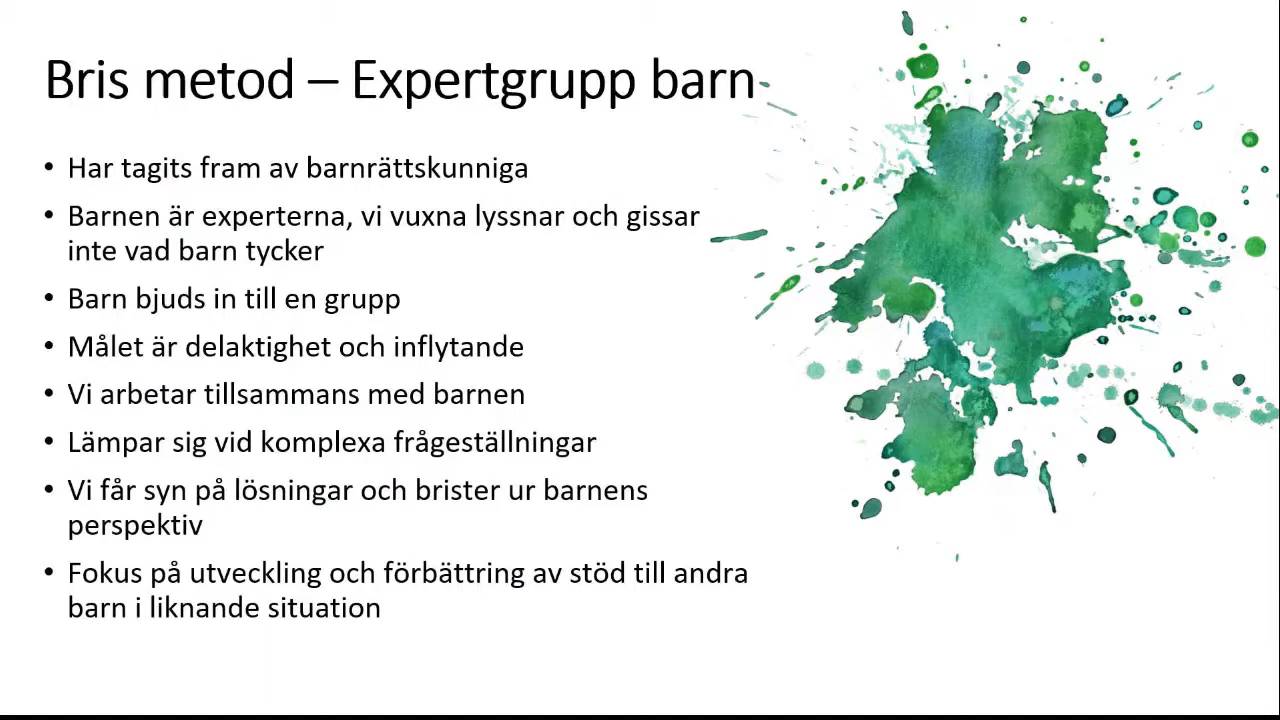 Bris metod – Expertgrupp barn
• Har tagits fram av barnrättskunniga
• Barnen är experterna, vi vuxna lyssnar och gissar
inte vad barn tycker
• Barn bjuds in till en grupp
• Målet är delaktighet och inflytande
• Vi arbetar tillsammans med barnen
• Lämpar sig vid komplexa frågeställningar
• Vi får syn på lösningar och brister ur barnens
perspektiv
• Fokus på utveckling och förbättring av stöd till andra
barn i liknande situation